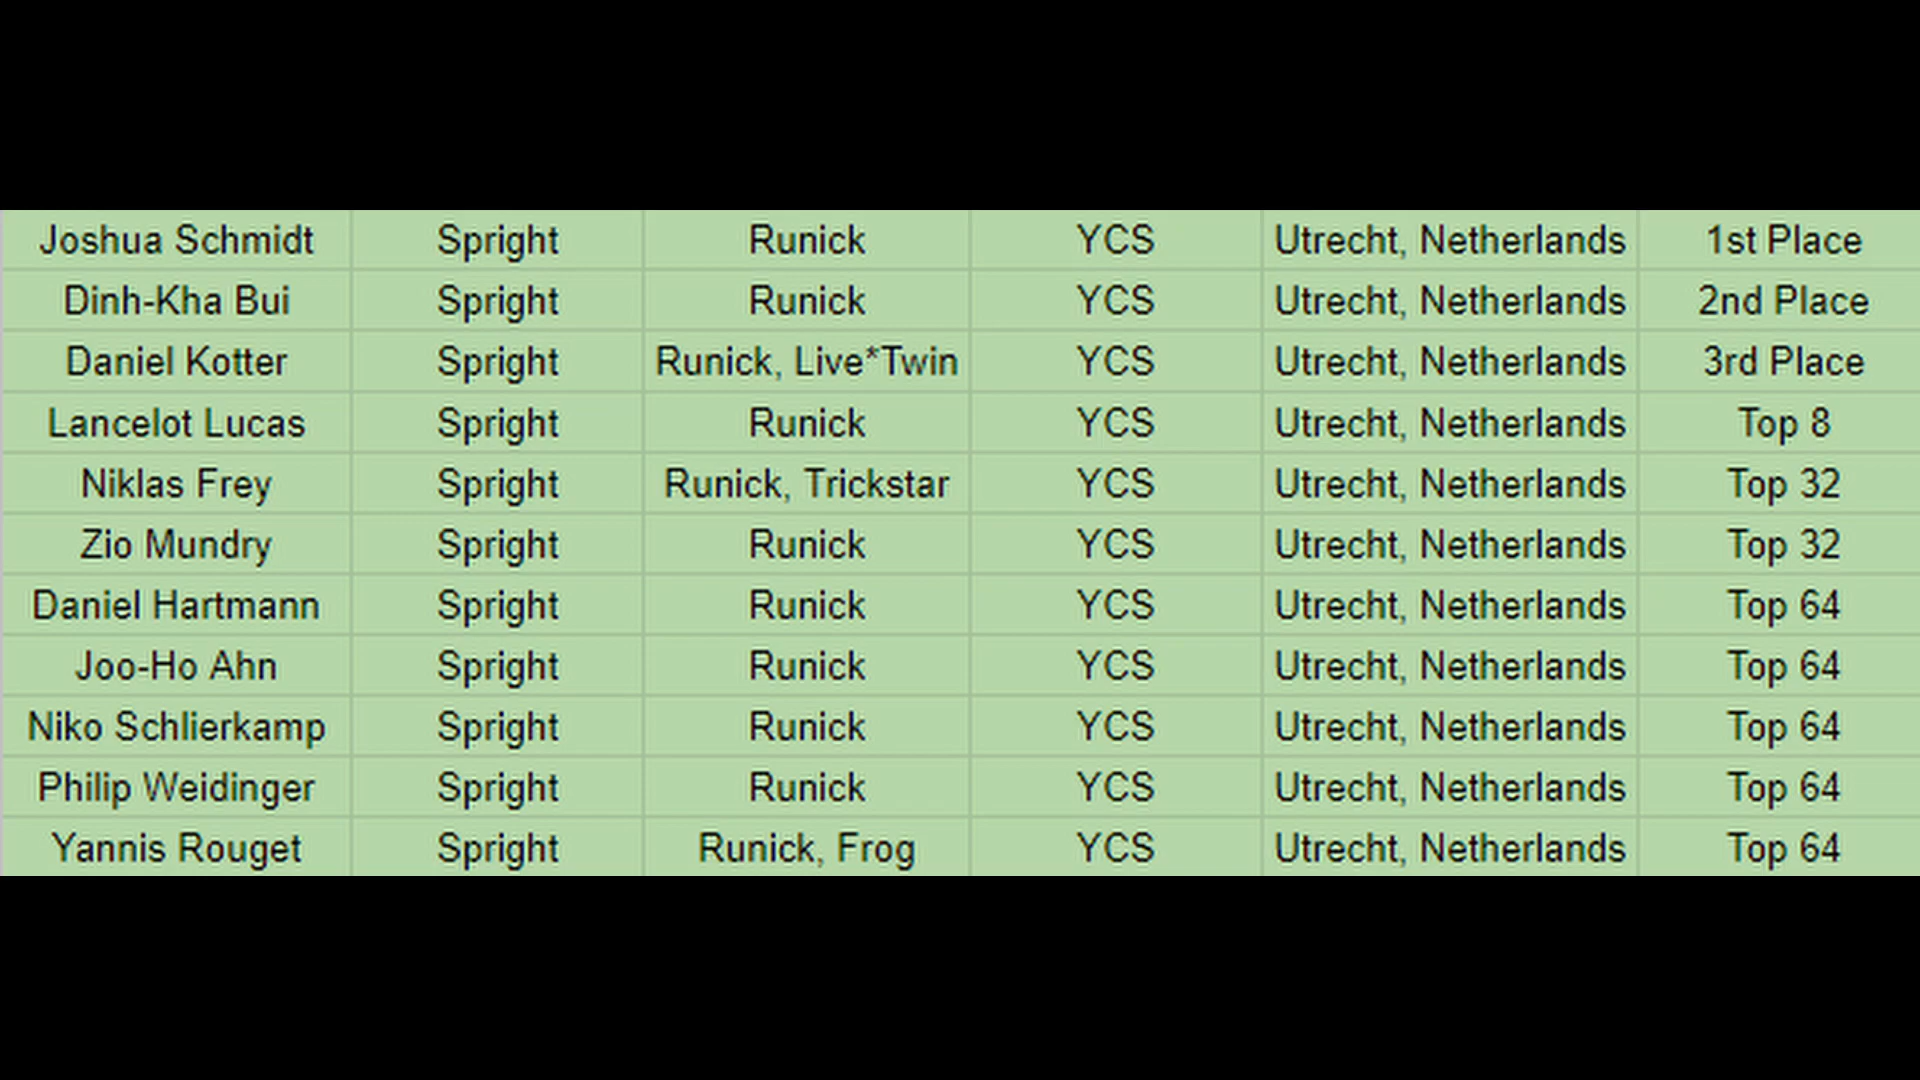 Joshua Schmidt Spright Runick YCS Utrecht, Netherlands 1st Place
Dinh-Kha Bui Spright Runick YCS Utrecht, Netherlands 2nd Place
Daniel Kotter Spright Runick, Live*Twin YCS Utrecht, Netherlands 3rd Place
Lancelot Lucas Spright Runick YCS Utrecht, Netherlands Top 8
Niklas Frey Spright Runick, Trickstar YCS Utrecht, Netherlands Top 32
Zio Mundry Spright Runick YCS Utrecht, Netherlands Top 32
Daniel Hartmann Spright Runick YCS Utrecht, Netherlands Top 64
Joo-Ho Ahn Spright Runick YCS Utrecht, Netherlands Top 64
Niko Schlierkamp Spright Runick YCS Utrecht, Netherlands Top 64
Philip Weidinger Spright Runick YCS Utrecht, Netherlands Top 64
Yannis Rouget Spright Runick, Frog YCS Utrecht, Netherlands Top 64